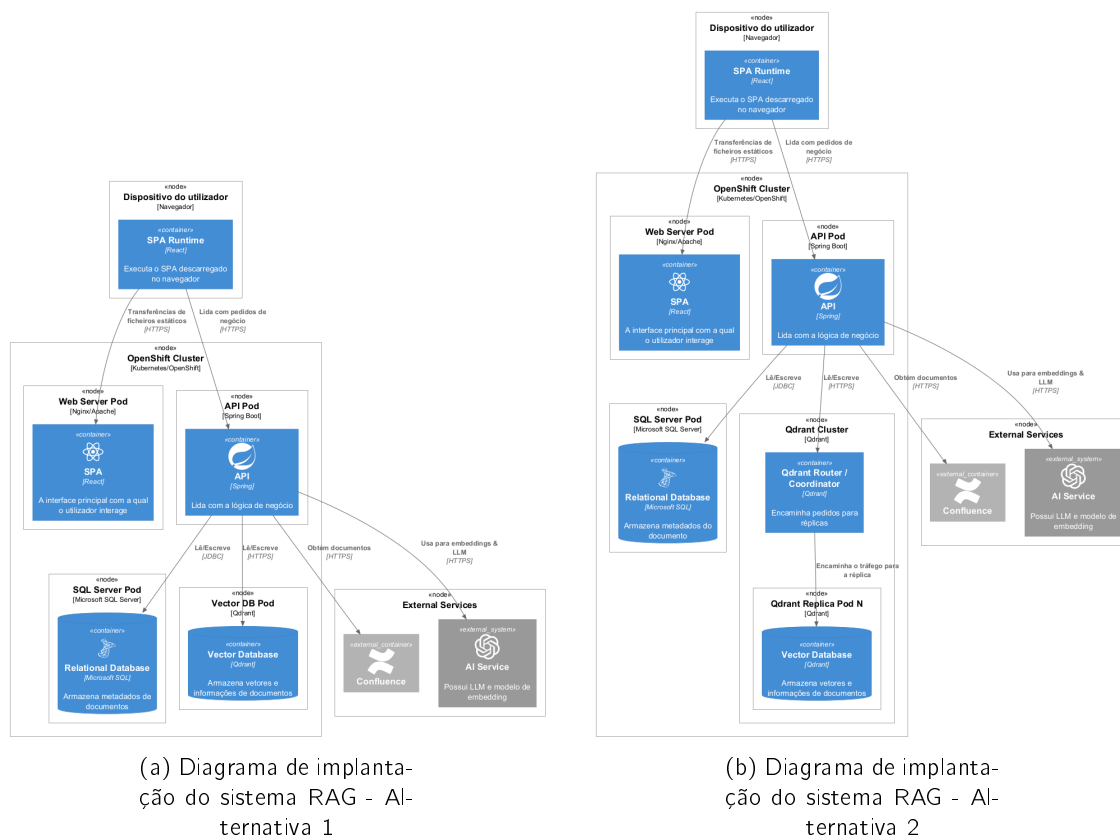 «node»
Dispositivo do utilizador
[Navegador]
«container»
SPA Runtime
[React]
Executa o SPA descarregado
no navegador
Transferências de
ficheiros estáticos
[HTTPS]
Lida com pedidos de
negócio
[HTTPS]
«node»
OpenShift Cluster
[Kubernetes/OpenShift]
«node»
Web Server Pod
[Nginx/Apache]
«container»
SPA
[React]
A interface principal com a qual
o utilizador interage
«node»
API Pod
[Spring Boot]
«container»
API
[Spring]
Lida com a lógica de negócio
Lê/Escreve
[JDBC]
Lê/Escreve
[HTTPS]
Obtém documentos
[HTTPS]
Usa para embeddings &
LLM
[HTTPS]
«node»
SQL Server Pod
[Microsoft SQL Server]
«container»
Relational Database
[Microsoft SQL]
Armazena metadados de
documentos
«node»
Vector DB Pod
[Qdrant]
«container»
Vector Database
[Qdrant]
Armazena vetores e
informações de documentos
«node»
External Services
«external_container»
Confluence
«external_system»
AI Service
Possui LLM e modelo de
embedding
(a) Diagrama de implanta-
ção do sistema RAG - Al-
ternativa 1
«node»
Dispositivo do utilizador
[Navegador]
«container»
SPA Runtime
[React]
Executa o SPA descarregado
no navegador
Transferências de
ficheiros estáticos
[HTTPS]
Lida com pedidos de
negócio
[HTTPS]
«node»
OpenShift Cluster
[Kubernetes/OpenShift]
«node»
Web Server Pod
[Nginx/Apache]
«container»
SPA
[React]
A interface principal com a qual
o utilizador interage
«node»
API Pod
[Spring Boot]
«container»
API
[Spring]
Lida com a lógica de negócio
Lê/Escreve
[JDBC]
Lê/Escreve
[HTTPS]
Obtém documentos
[HTTPS]
Usa para embeddings &
LLM
[HTTPS]
«node»
SQL Server Pod
[Microsoft SQL Server]
«container»
Relational Database
[Microsoft SQL]
Armazena metadados do
documento
«node»
Qdrant Cluster
[Qdrant]
«container»
Qdrant Router /
Coordinator
[Qdrant]
Encaminha pedidos para
réplicas
Encaminha o tráfego para
a réplica
«node»
Qdrant Replica Pod N
[Qdrant]
«container»
Vector Database
[Qdrant]
Armazena vetores e
informações de documentos
«node»
External Services
«external_container»
Confluence
«external_system»
AI Service
Possui LLM e modelo de
embedding
(b) Diagrama de implanta-
ção do sistema RAG - Al-
ternativa 2